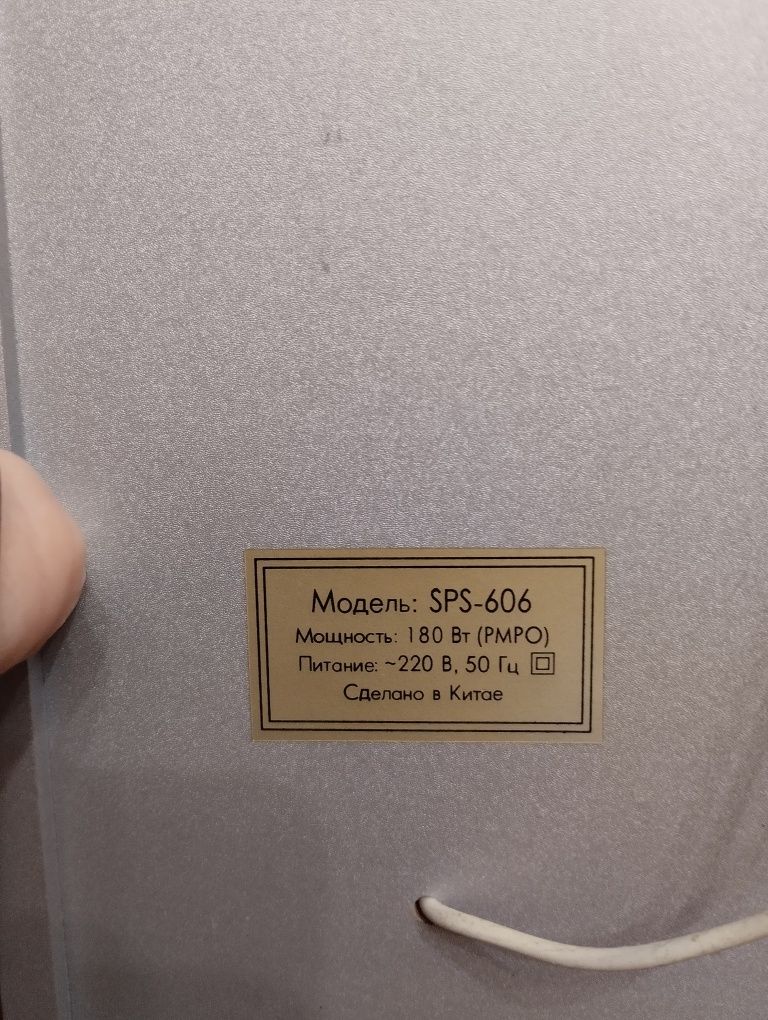 Модель: SPS-606
Мощность: 180 Вт (PMPO)
Питание: ~220 В, 50 Гц
Сделано в Китае